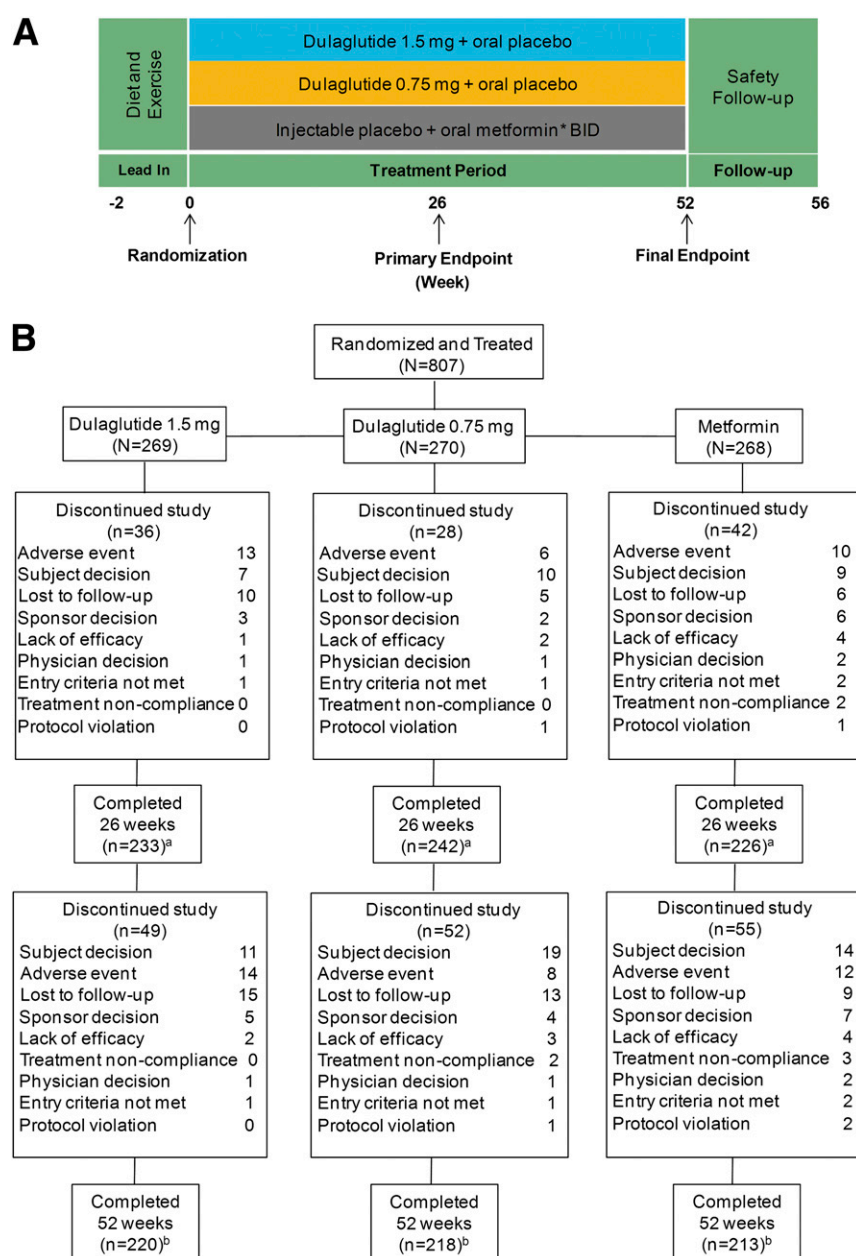 A
Diet and
Exercise
Dulaglutide 1.5 mg + oral placebo
Dulaglutide 0.75 mg + oral placebo
Injectable placebo + oral metformin* BID
Safety
Follow-up
Lead In
Treatment Period
Follow-up
-2
0
26
52
56
Randomization
Primary Endpoint
(Week)
Final Endpoint
B
Randomized and Treated
(N=807)
Dulaglutide 1.5 mg
(N=269)
Dulaglutide 0.75 mg
(N=270)
Metformin
(N=268)
Discontinued study
(n=36)
Adverse event 13
Subject decision 7
Lost to follow-up 10
Sponsor decision 3
Lack of efficacy 1
Physician decision 1
Entry criteria not met 1
Treatment non-compliance 0
Protocol violation 0
Discontinued study
(n=28)
Adverse event 6
Subject decision 10
Lost to follow-up 5
Sponsor decision 2
Lack of efficacy 2
Physician decision 1
Entry criteria not met 1
Treatment non-compliance 0
Protocol violation 1
Discontinued study
(n=42)
Adverse event 10
Subject decision 9
Lost to follow-up 6
Sponsor decision 6
Lack of efficacy 4
Physician decision 2
Entry criteria not met 2
Treatment non-compliance 2
Protocol violation 1
Completed
26 weeks
(n=233)a
Completed
26 weeks
(n=242)a
Completed
26 weeks
(n=226)a
Discontinued study
(n=49)
Subject decision 11
Adverse event 14
Lost to follow-up 15
Sponsor decision 5
Lack of efficacy 2
Treatment non-compliance 0
Physician decision 1
Entry criteria not met 1
Protocol violation 0
Discontinued study
(n=52)
Subject decision 19
Adverse event 8
Lost to follow-up 13
Sponsor decision 4
Lack of efficacy 3
Treatment non-compliance 2
Physician decision 1
Entry criteria not met 1
Protocol violation 1
Discontinued study
(n=55)
Subject decision 14
Adverse event 12
Lost to follow-up 9
Sponsor decision 7
Lack of efficacy 4
Treatment non-compliance 3
Physician decision 2
Entry criteria not met 2
Protocol violation 2
Completed
52 weeks
(n=220)b
Completed
52 weeks
(n=218)b
Completed
52 weeks
(n=213)b